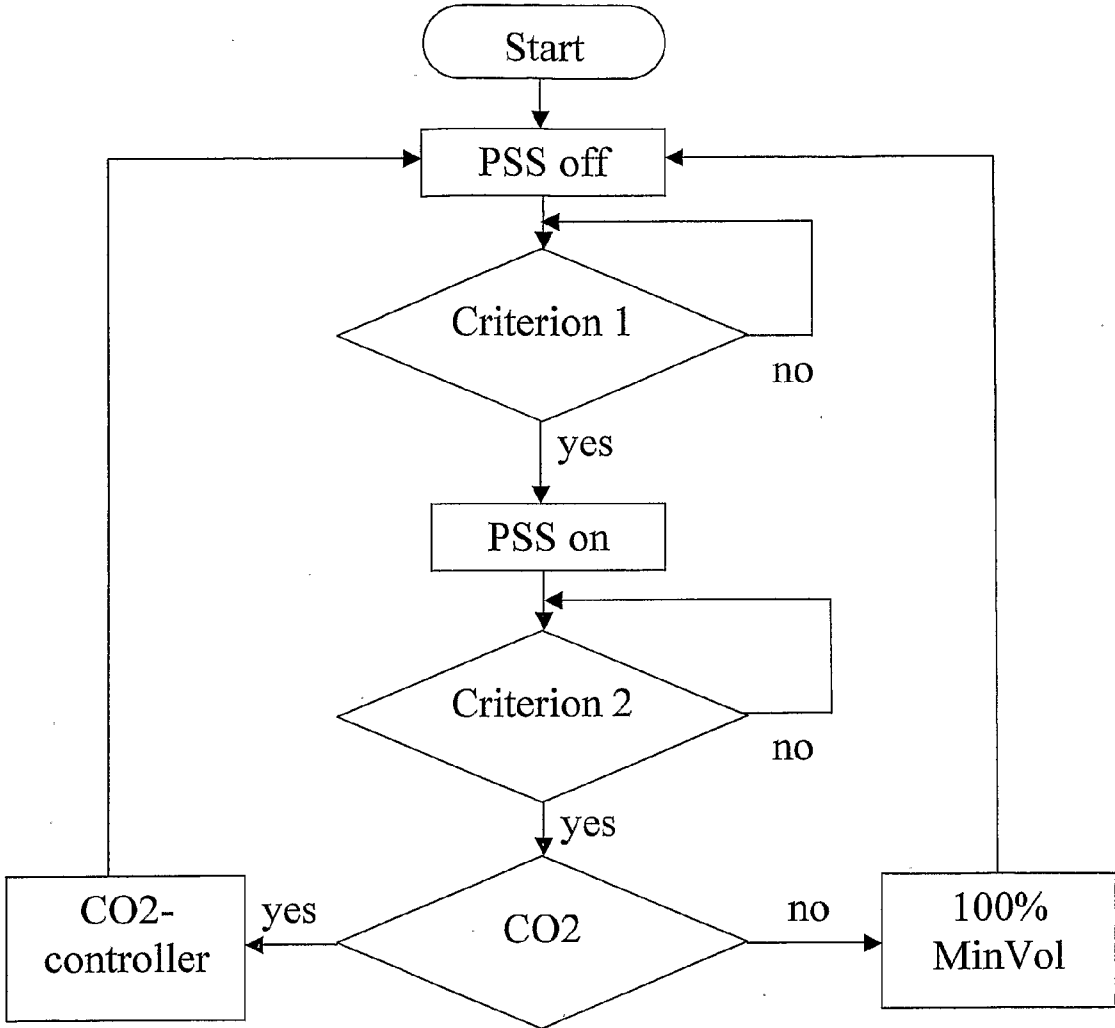 Start
PSS off
Criterion 1
no
yes
PSS on
Criterion 2
no
yes
CO2-
controller
yes
CO2
no
100%
MinVol